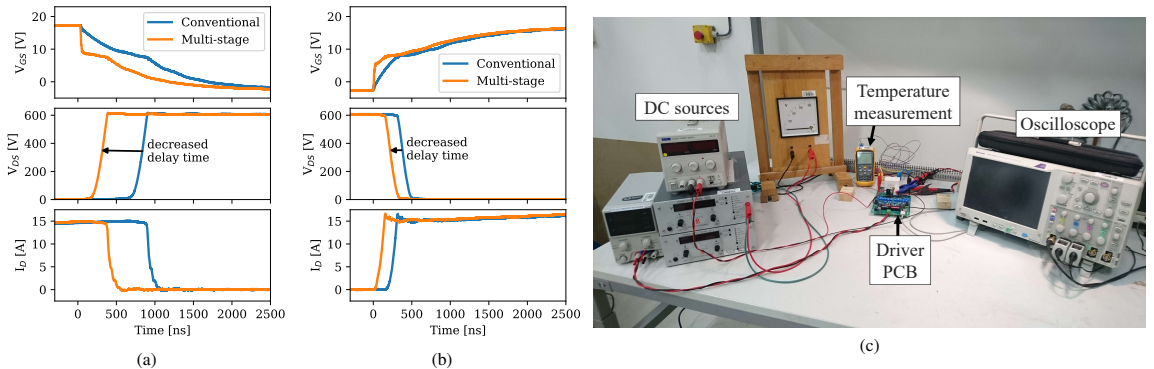 20
10
0
V_GS [V]
Conventional
Multi-stage
600
400
200
0
V_DS [V]
decreased
delay time
15
10
5
0
I_D [A]
0 500 1000 1500 2000 2500
Time [ns]
(a)
20
10
0
V_GS [V]
Conventional
Multi-stage
600
400
200
0
V_DS [V]
decreased
delay time
15
10
5
0
I_D [A]
0 500 1000 1500 2000 2500
Time [ns]
(b)
DC sources
Temperature
measurement
Oscilloscope
Driver
PCB
(c)